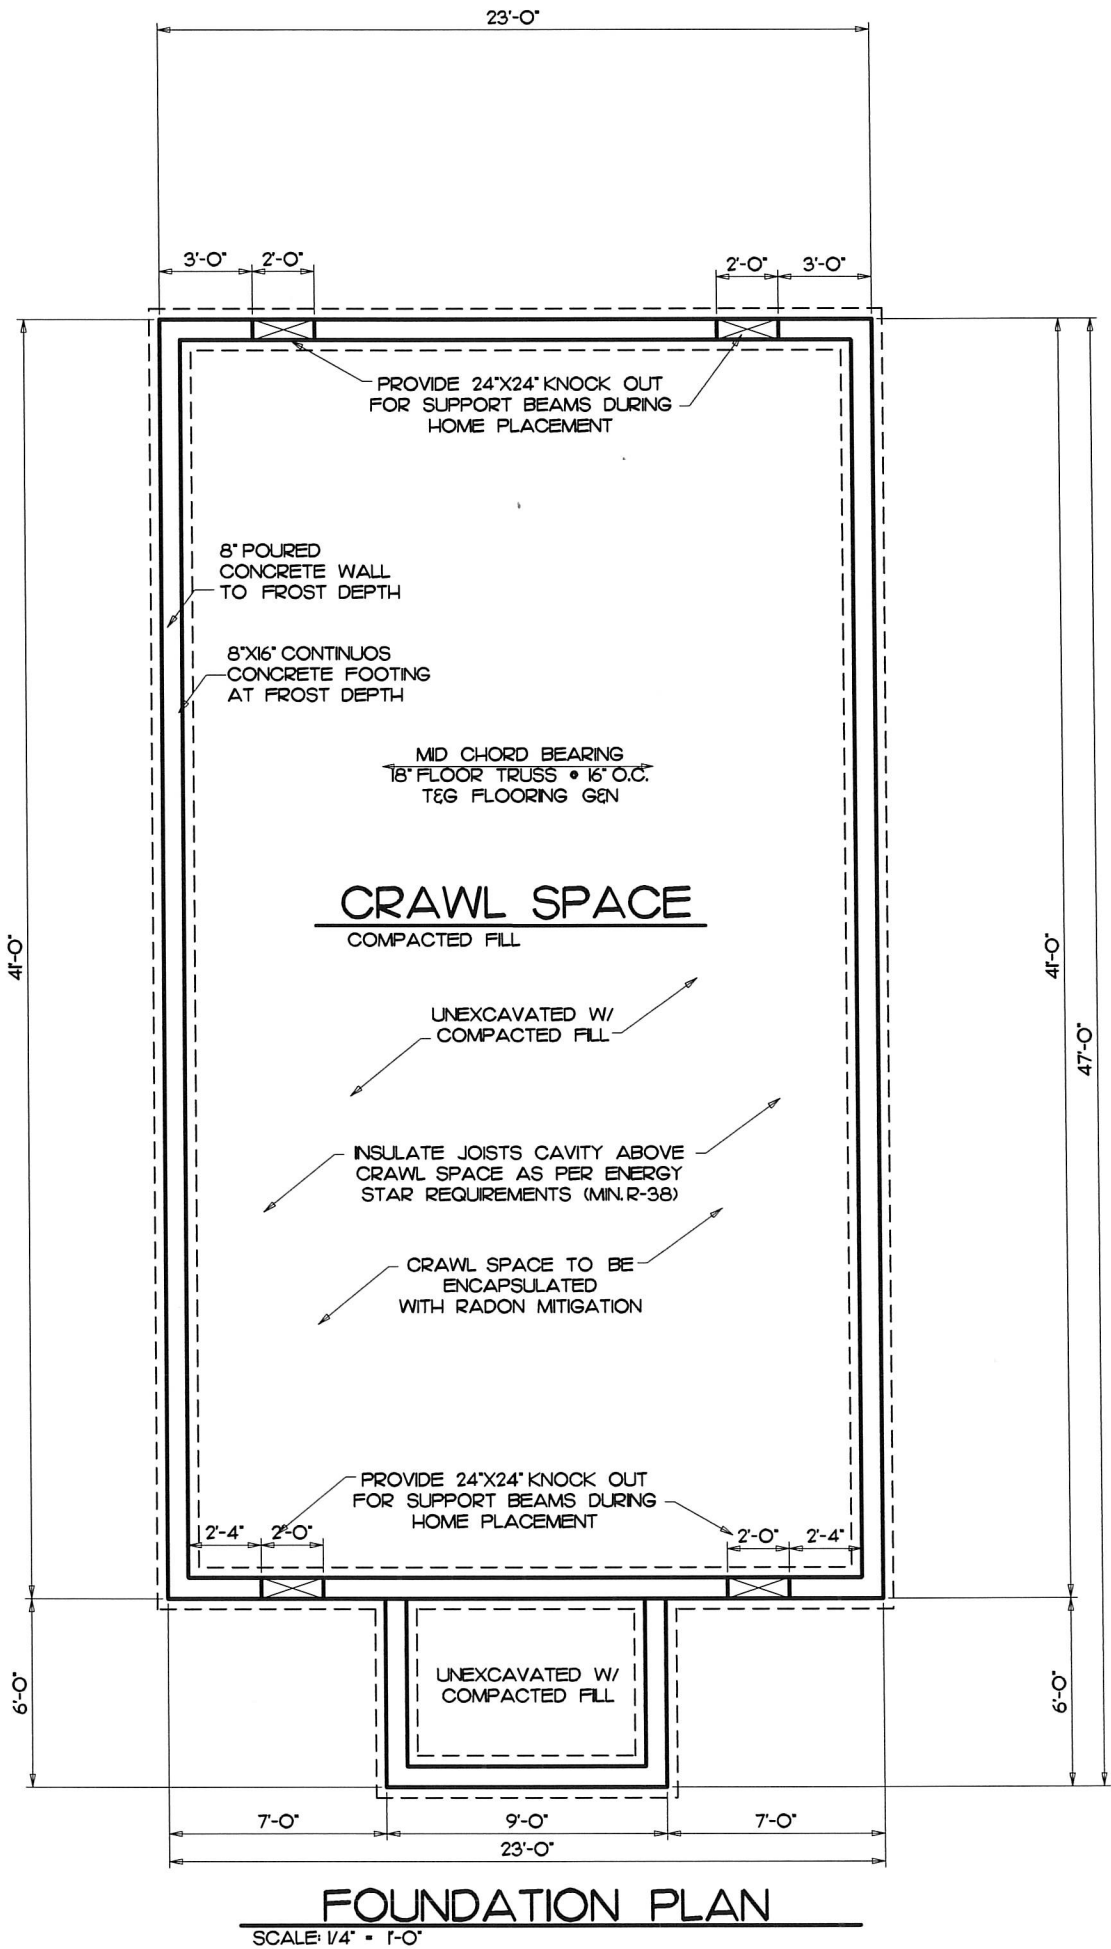 23'-0"
3'-0" 2'-0" 2'-0" 3'-0"
PROVIDE 24"X24" KNOCK OUT
FOR SUPPORT BEAMS DURING
HOME PLACEMENT
8" POURED
CONCRETE WALL
TO FROST DEPTH
8"X16" CONTINUOS
CONCRETE FOOTING
AT FROST DEPTH
MID CHORD BEARING
18" FLOOR TRUSS @ 16" O.C.
T&G FLOORING G&N
CRAWL SPACE
COMPACTED FILL
41'-0"
41'-0"
47'-0"
UNEXCAVATED W/
COMPACTED FILL
INSULATE JOISTS CAVITY ABOVE
CRAWL SPACE AS PER ENERGY
STAR REQUIREMENTS (MIN. R-38)
CRAWL SPACE TO BE
ENCAPSULATED
WITH RADON MITIGATION
PROVIDE 24"X24" KNOCK OUT
FOR SUPPORT BEAMS DURING
HOME PLACEMENT
2'-4" 2'-0" 2'-0" 2'-4"
UNEXCAVATED W/
COMPACTED FILL
6'-0"
6'-0"
7'-0" 9'-0" 7'-0"
23'-0"
FOUNDATION PLAN
SCALE: 1/4" = 1'-0"